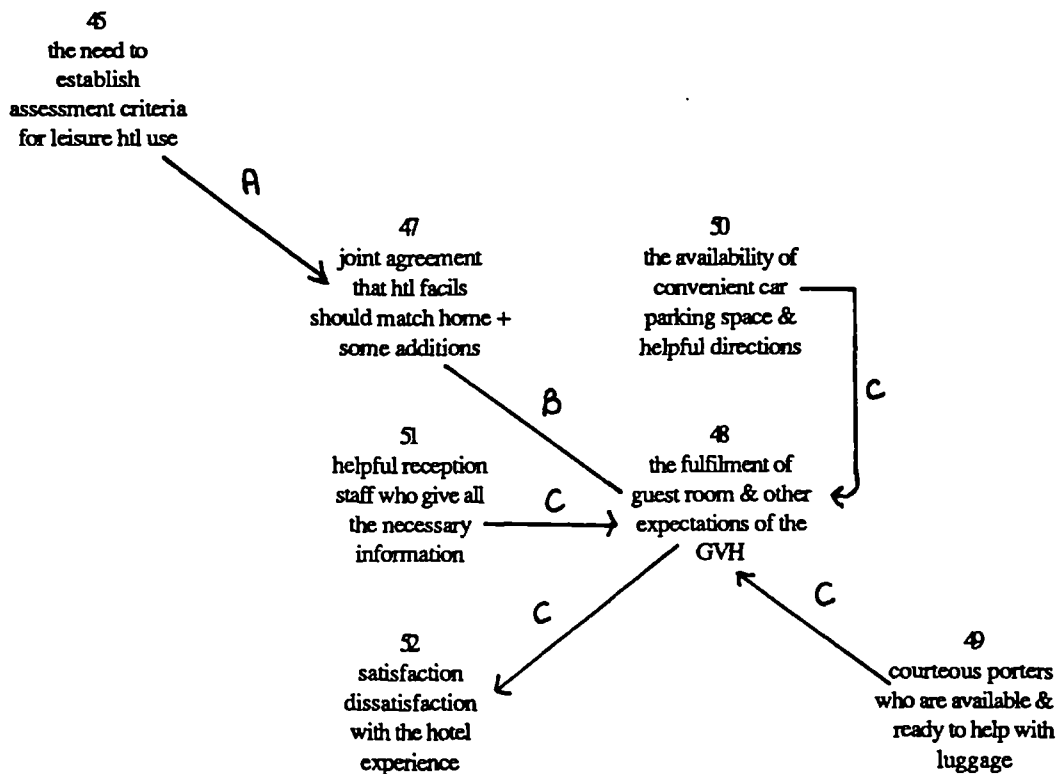 45
the need to
establish
assessment criteria
for leisure htl use
A
47
joint agreement
that htl facils
should match home +
some additions
50
the availability of
convenient car
parking space &
helpful directions
B
C
51
helpful reception
staff who give all
the necessary
information
C
48
the fulfilment of
guest room & other
expectations of the
GVH
C
C
52
satisfaction
dissatisfaction
with the hotel
experience
49
courteous porters
who are available &
ready to help with
luggage